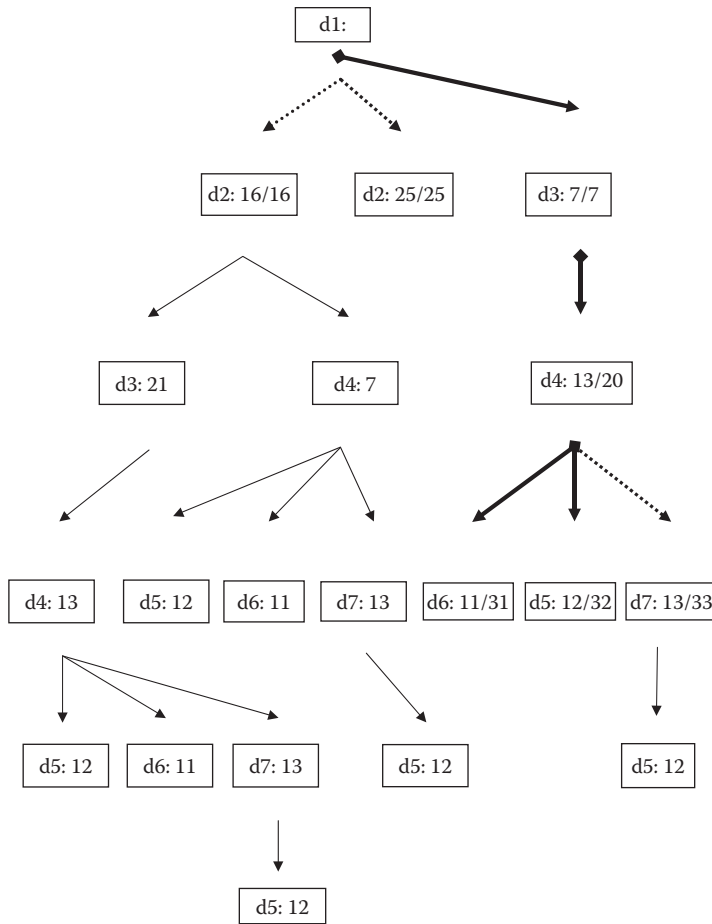 d1:
d2: 16/16
d2: 25/25
d3: 7/7
d3: 21
d4: 7
d4: 13/20
d4: 13
d5: 12
d6: 11
d7: 13
d6: 11/31
d5: 12/32
d7: 13/33
d5: 12
d6: 11
d7: 13
d5: 12
d5: 12
d5: 12